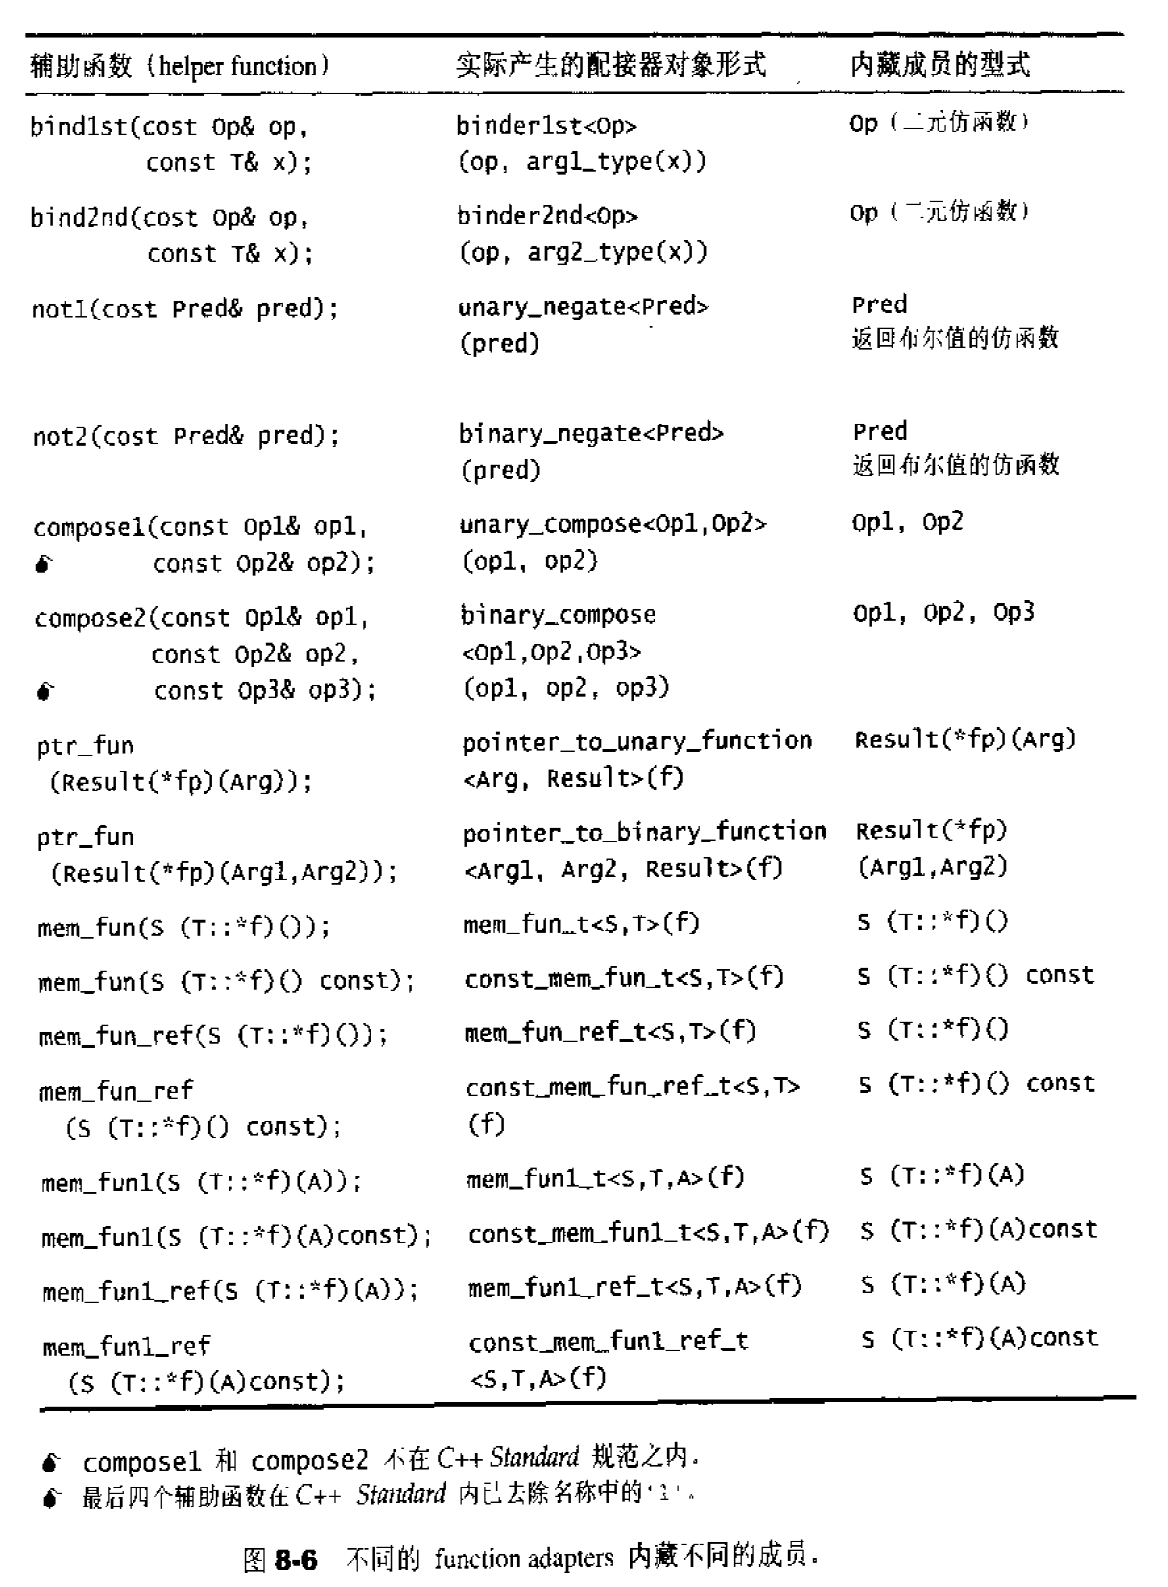 辅助函数（helper function） 实际产生的配接器对象形式 内藏成员的型式
bind1st(cost Op& op, binder1st<Op> Op（二元仿函数）
const T& x); (op, arg1_type(x))
bind2nd(cost Op& op, binder2nd<Op> Op（二元仿函数）
const T& x); (op, arg2_type(x))
not1(cost Pred& pred); unary_negate<Pred> Pred
(pred) 返回布尔值的仿函数
not2(cost Pred& pred); binary_negate<Pred> Pred
(pred) 返回布尔值的仿函数
compose1(const Op1& op1, unary_compose<Op1,Op2> Op1, Op2
const Op2& op2); (op1, op2)
compose2(const Op1& op1, binary_compose Op1, Op2, Op3
const Op2& op2, <Op1,Op2,Op3>
const Op3& op3); (op1, op2, op3)
ptr_fun pointer_to_unary_function Result(*fp)(Arg)
(Result(*fp)(Arg)); <Arg, Result>(f)
ptr_fun pointer_to_binary_function Result(*fp)
(Result(*fp)(Arg1,Arg2)); <Arg1, Arg2, Result>(f) (Arg1,Arg2)
mem_fun(S (T::*f)()); mem_fun_t<S,T>(f) S (T::*f)()
mem_fun(S (T::*f)() const); const_mem_fun_t<S,T>(f) S (T::*f)() const
mem_fun_ref(S (T::*f)()); mem_fun_ref_t<S,T>(f) S (T::*f)()
mem_fun_ref const_mem_fun_ref_t<S,T> S (T::*f)() const
(S (T::*f)() const); (f)
mem_fun1(S (T::*f)(A)); mem_fun1_t<S,T,A>(f) S (T::*f)(A)
mem_fun1(S (T::*f)(A)const); const_mem_fun1_t<S,T,A>(f) S (T::*f)(A)const
mem_fun1_ref(S (T::*f)(A)); mem_fun1_ref_t<S,T,A>(f) S (T::*f)(A)
mem_fun1_ref const_mem_fun1_ref_t S (T::*f)(A)const
(S (T::*f)(A)const); <S,T,A>(f)
compose1 和 compose2 不在 C++ Standard 规范之内。
最后四个辅助函数在 C++ Standard 内已去除名称中的‘1’。
图 8-6 不同的 function adapters 内藏不同的成员。